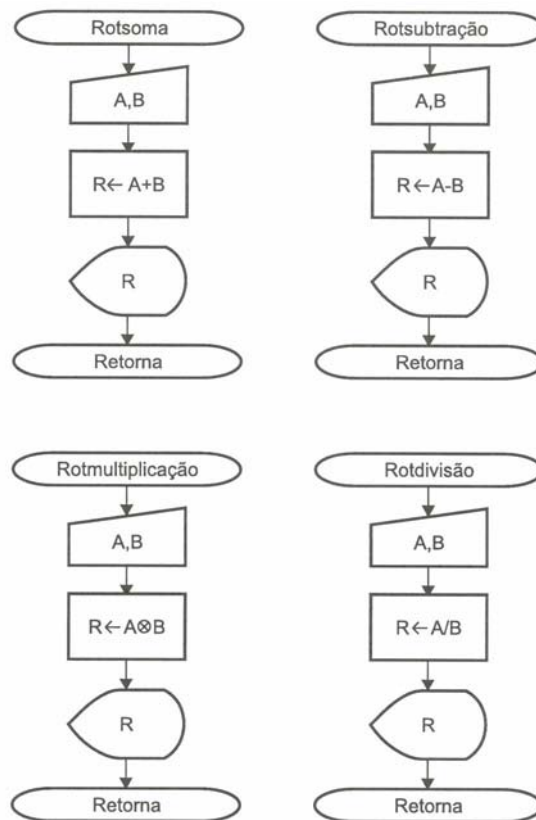 Rotsoma
A,B
R← A+B
R
Retorna
Rotsubtração
A,B
R←A-B
R
Retorna
Rotmultiplicação
A,B
R←A⊗B
R
Retorna
Rotdivisão
A,B
R←A/B
R
Retorna